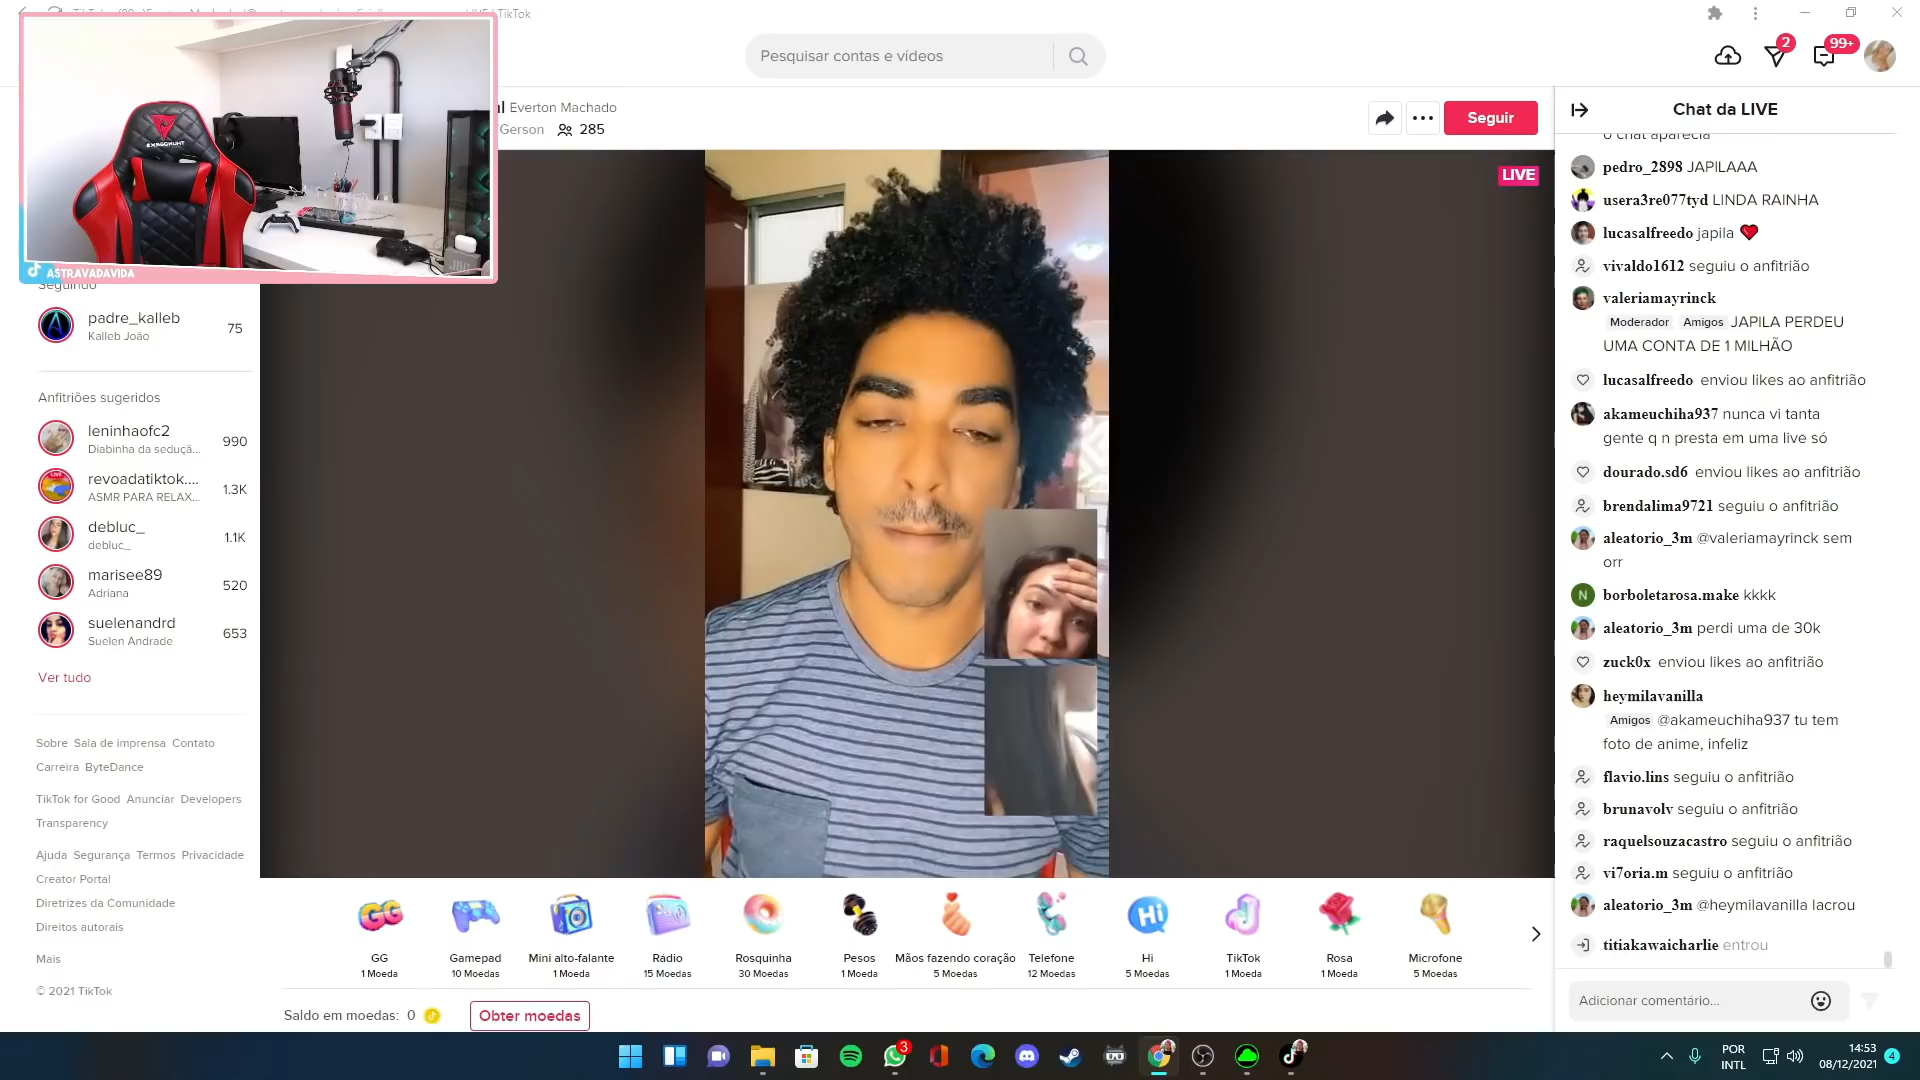 LIVE | TikTok
Pesquisar contas e vídeos
2
99+
Everton Machado
Gerson 285
Seguir
LIVE
EXTREMEHUNT
ASTRAVADAVIDA
Seguindo
padre_kalleb
Kalleb João
75
Anfitriões sugeridos
leninhaofc2
Diabinha da seduçã...
990
revoadatiktok....
ASMR PARA RELAX...
1.3K
debluc_
debluc_
1.1K
marisee89
Adriana
520
suelenandrd
Suelen Andrade
653
Ver tudo
Sobre Sala de imprensa Contato
Carreira ByteDance
TikTok for Good Anunciar Developers
Transparency
Ajuda Segurança Termos Privacidade
Creator Portal
Diretrizes da Comunidade
Direitos autorais
Mais
© 2021 TikTok
GG
1 Moeda
Gamepad
10 Moedas
Mini alto-falante
1 Moeda
Rádio
15 Moedas
Rosquinha
30 Moedas
Pesos
1 Moeda
Mãos fazendo coração
5 Moedas
Telefone
12 Moedas
Hi
Hi
5 Moedas
TikTok
1 Moeda
Rosa
1 Moeda
Microfone
5 Moedas
Saldo em moedas: 0
Obter moedas
Chat da LIVE
o chat aparecia
pedro_2898 JAPILAAA
usera3re077tyd LINDA RAINHA
lucasalfreedo japila ❤
vivaldo1612 seguiu o anfitrião
valeriamayrinck
Moderador Amigos JAPILA PERDEU
UMA CONTA DE 1 MILHÃO
lucasalfreedo enviou likes ao anfitrião
akameuchiha937 nunca vi tanta
gente q n presta em uma live só
dourado.sd6 enviou likes ao anfitrião
brendalima9721 seguiu o anfitrião
aleatorio_3m @valeriamayrinck sem
orr
N
borboletarosa.make kkkk
aleatorio_3m perdi uma de 30k
zuck0x enviou likes ao anfitrião
heymilavanilla
Amigos @akameuchiha937 tu tem
foto de anime, infeliz
flavio.lins seguiu o anfitrião
brunavolv seguiu o anfitrião
raquelsouzacastro seguiu o anfitrião
vi7oria.m seguiu o anfitrião
aleatorio_3m @heymilavanilla lacrou
titiakawaicharlie entrou
Adicionar comentário...
3
POR
INTL
14:53
08/12/2021
4